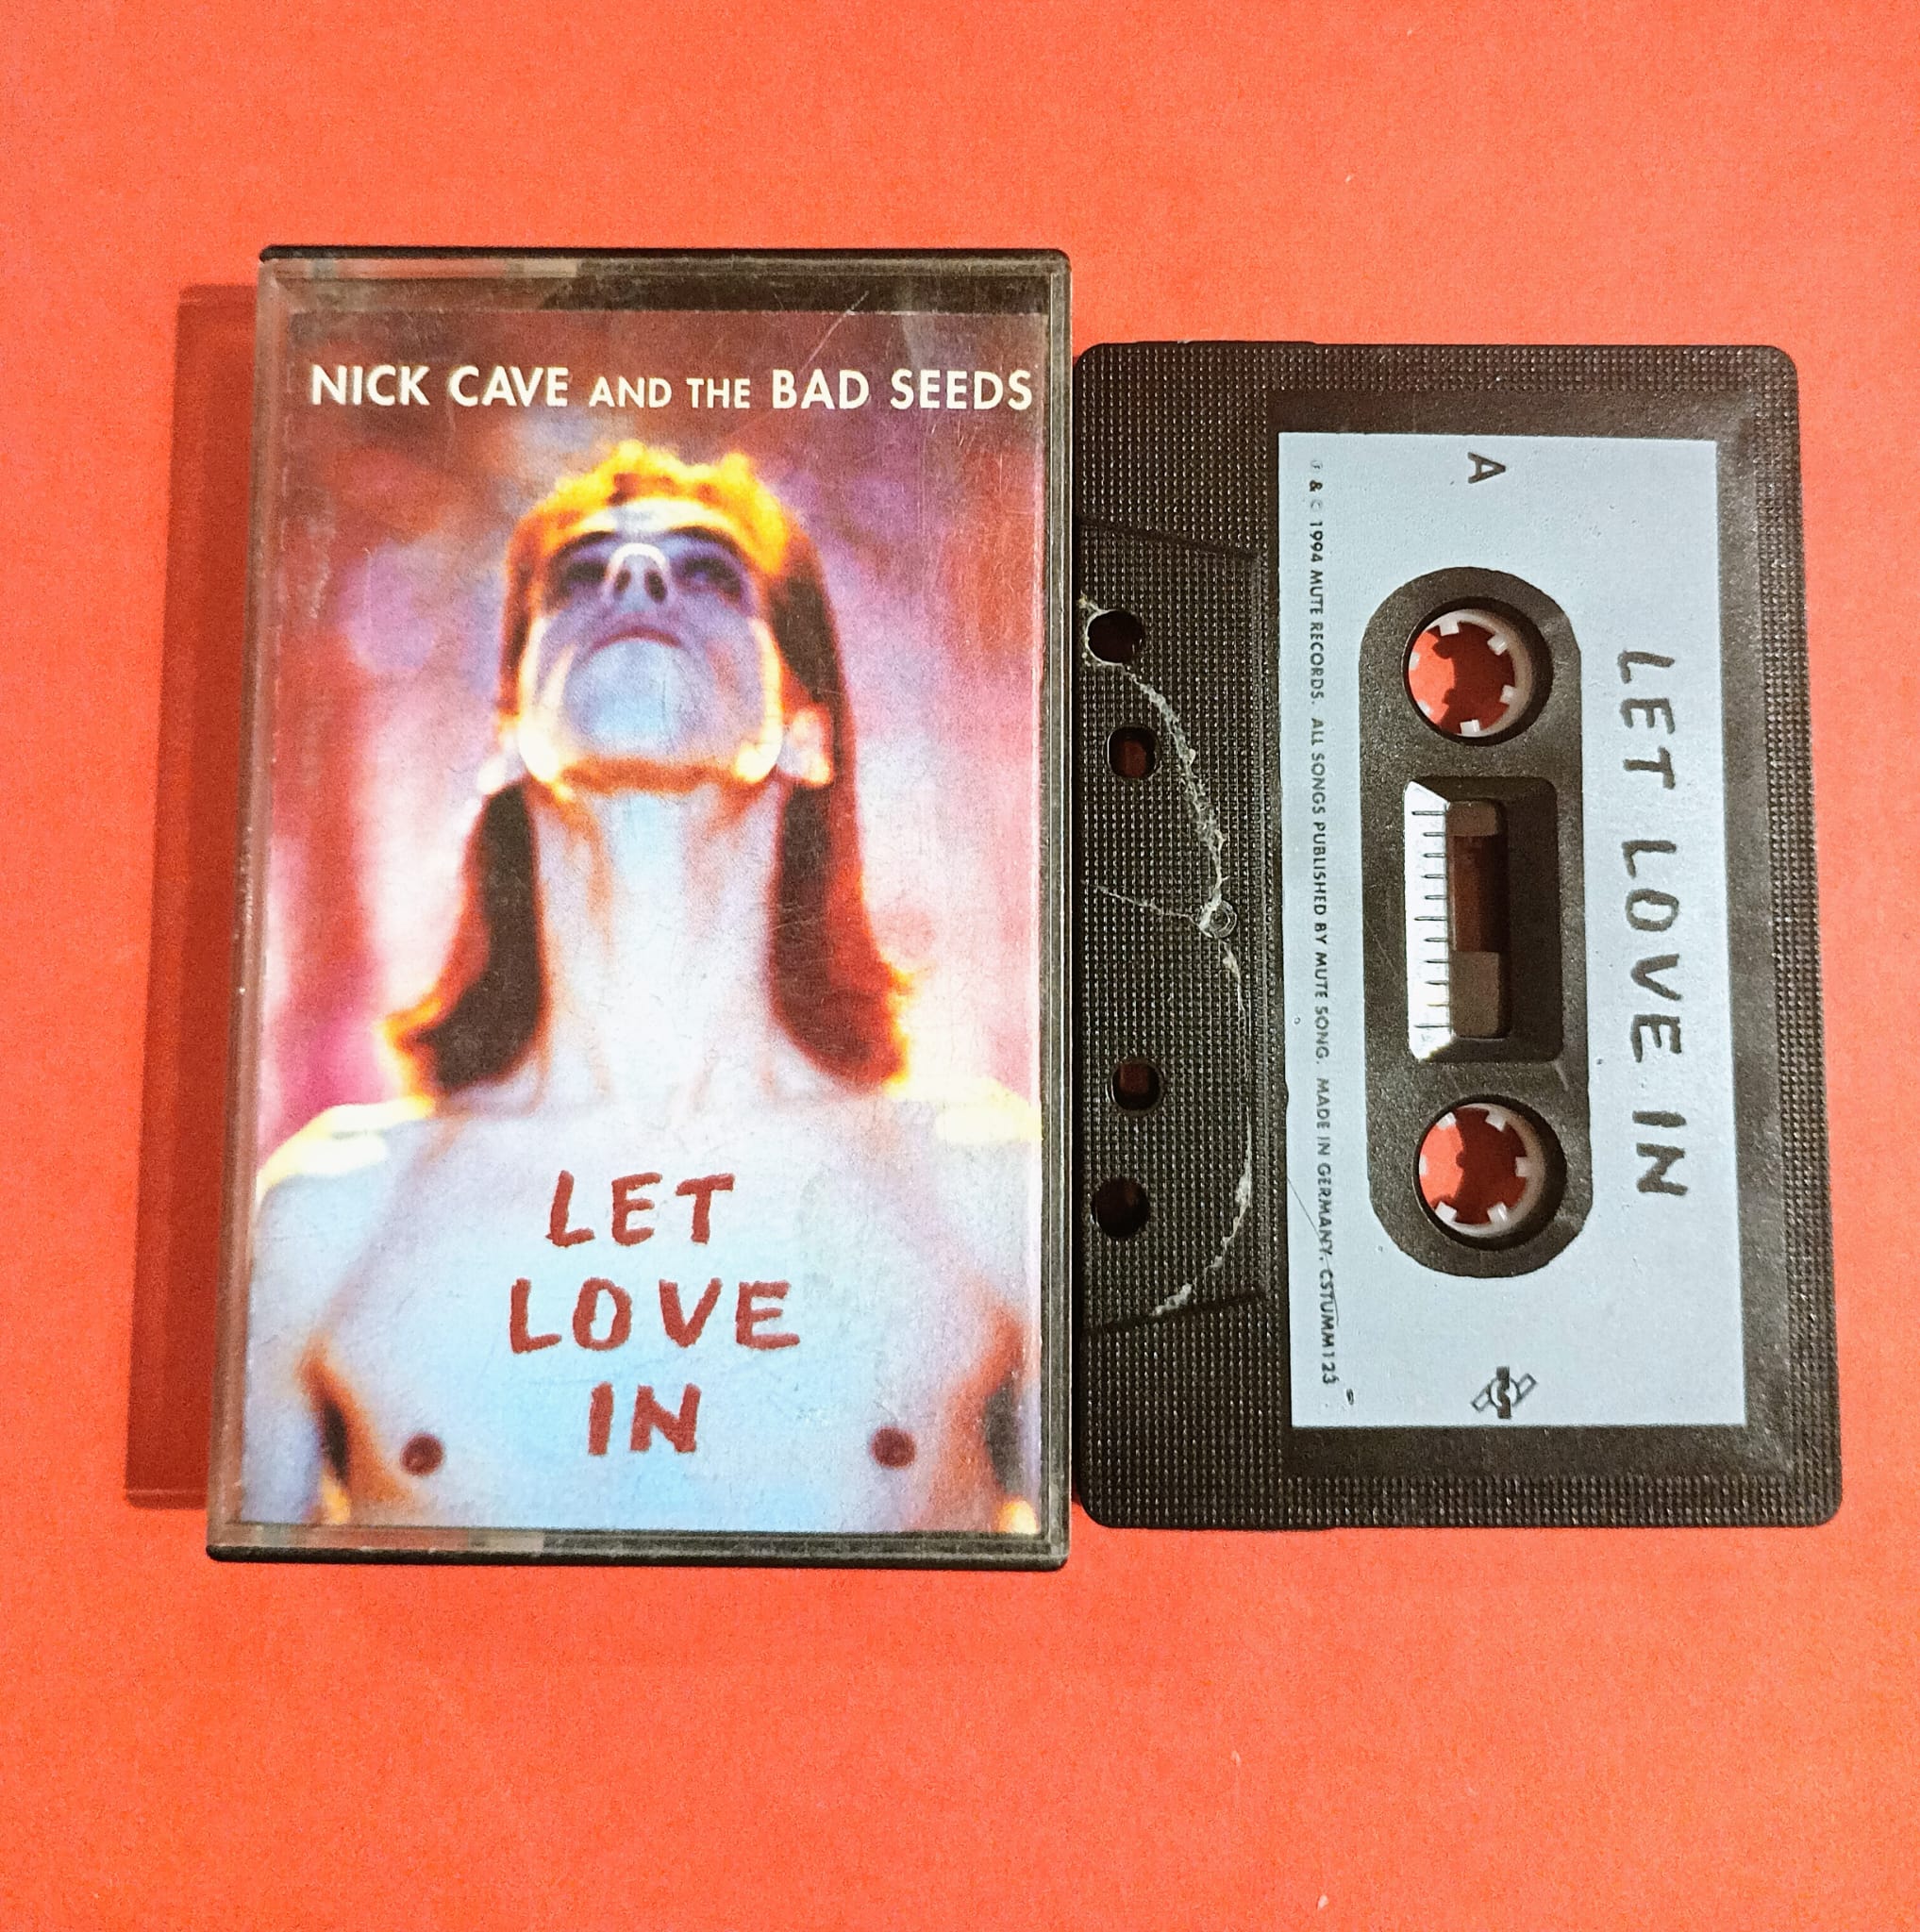 NICK CAVE AND THE BAD SEEDS
LET
LOVE
IN
A
LET LOVE IN
℗ & © 1994 MUTE RECORDS. ALL SONGS PUBLISHED BY MUTE SONG. MADE IN GERMANY. CSTUMM123